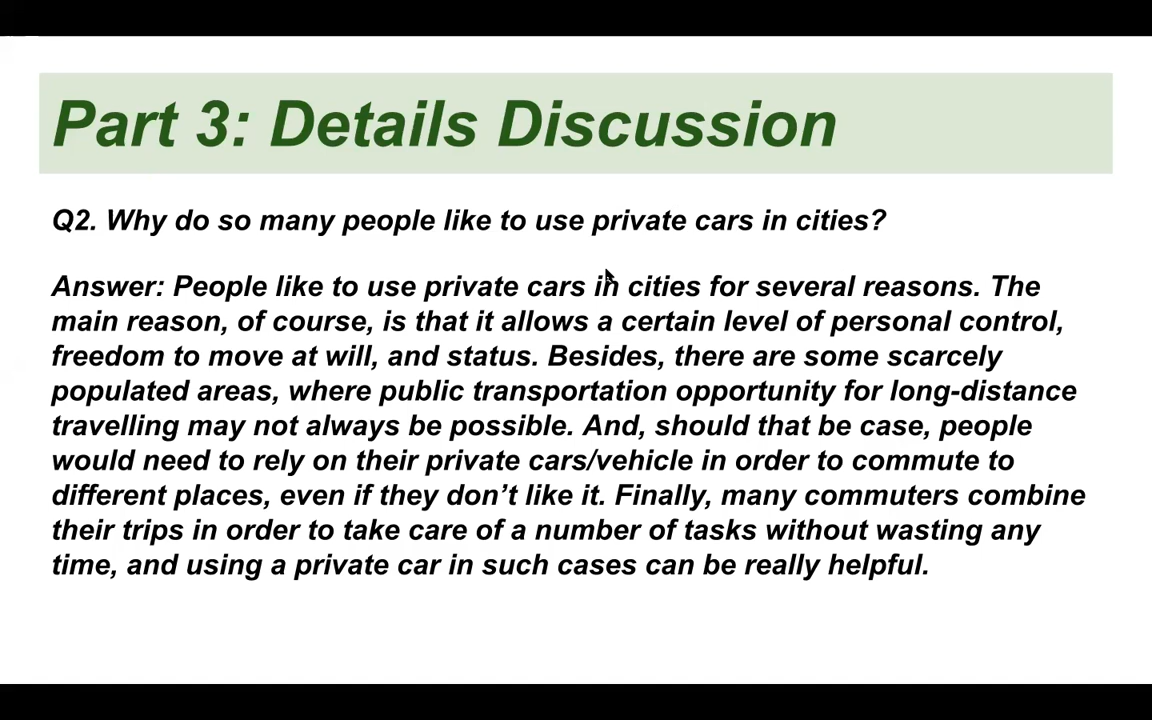 Part 3: Details Discussion
Q2. Why do so many people like to use private cars in cities?
Answer: People like to use private cars in cities for several reasons. The
main reason, of course, is that it allows a certain level of personal control,
freedom to move at will, and status. Besides, there are some scarcely
populated areas, where public transportation opportunity for long-distance
travelling may not always be possible. And, should that be case, people
would need to rely on their private cars/vehicle in order to commute to
different places, even if they don’t like it. Finally, many commuters combine
their trips in order to take care of a number of tasks without wasting any
time, and using a private car in such cases can be really helpful.